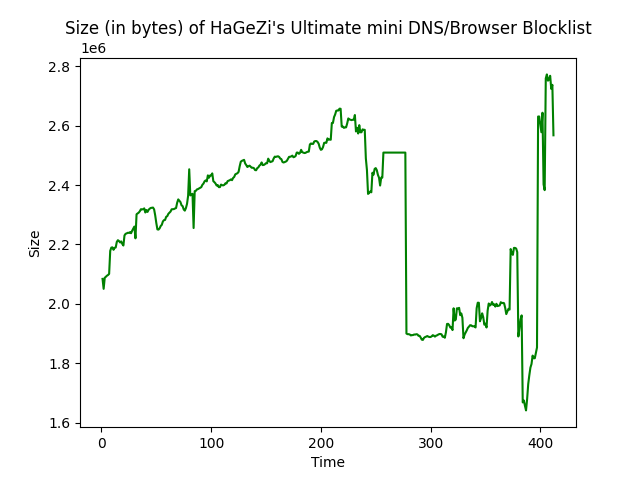 Size (in bytes) of HaGeZi's Ultimate mini DNS/Browser Blocklist
1e6
2.8
2.6
2.4
2.2
2.0
1.8
1.6
Size
0 100 200 300 400
Time